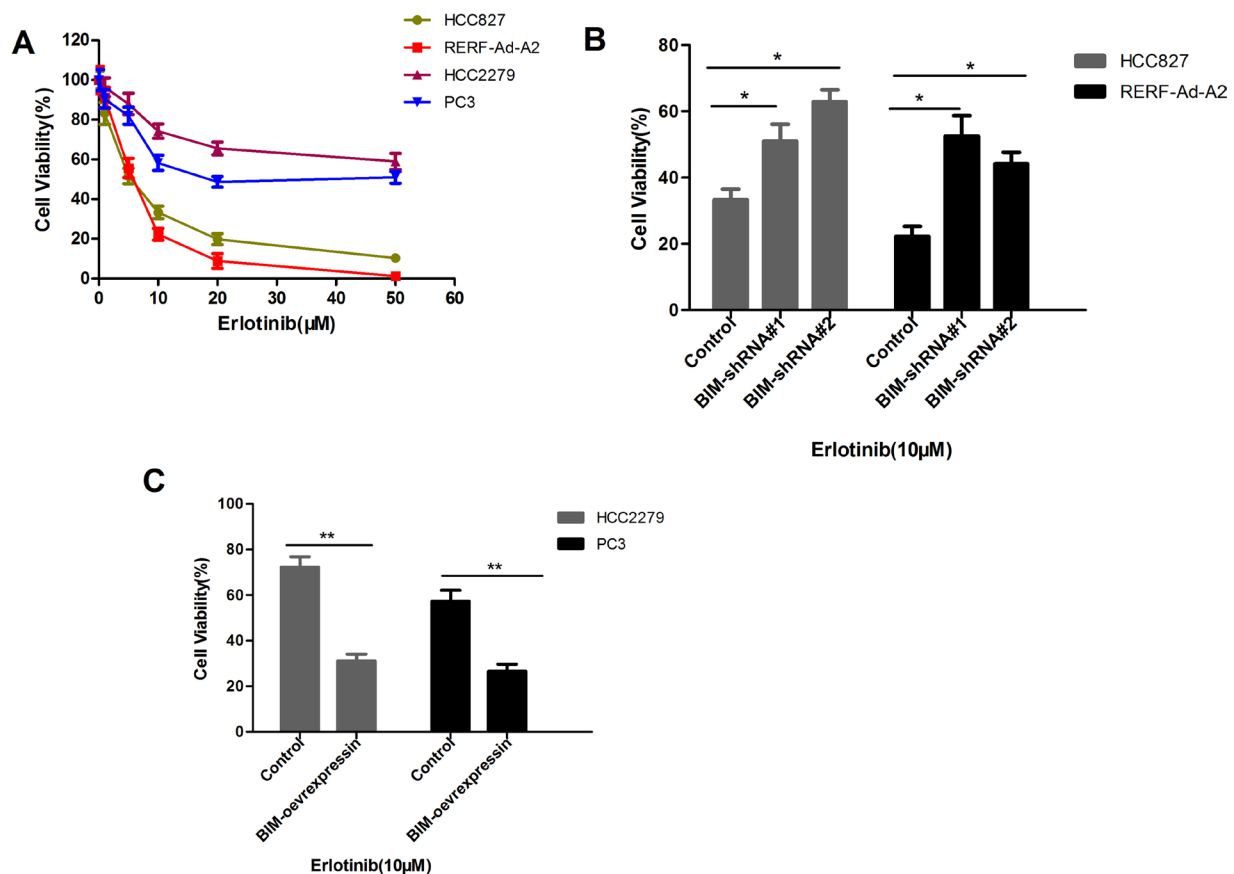 A
HCC827
RERF-Ad-A2
HCC2279
PC3
120
100
80
60
40
20
0
Cell Viability(%)
0 10 20 30 40 50 60
Erlotinib(µM)
B
HCC827
RERF-Ad-A2
80
60
40
20
0
Cell Viability(%)
* *
* *
Control
BIM-shRNA#1
BIM-shRNA#2
Control
BIM-shRNA#1
BIM-shRNA#2
Erlotinib(10µM)
C
HCC2279
PC3
100
80
60
40
20
0
Cell Viability(%)
**
**
Control
BIM-oevrexpressin
Control
BIM-oevrexpressin
Erlotinib(10µM)